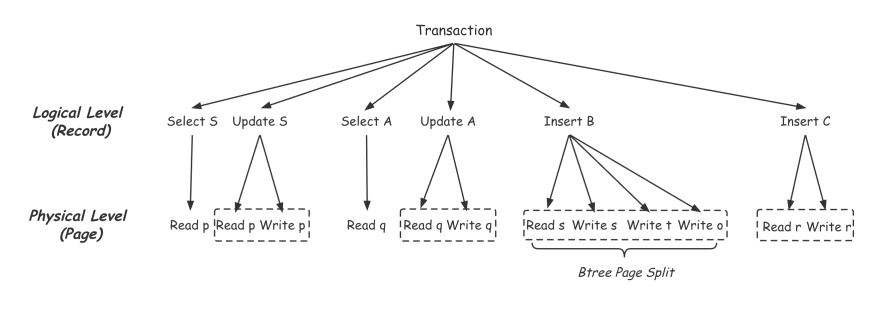 Transaction
Logical Level
(Record)
Select S
Update S
Select A
Update A
Insert B
Insert C
Physical Level
(Page)
Read p
Read p Write p
Read q
Read q Write q
Read s Write s Write t Write o
Read r Write r
Btree Page Split